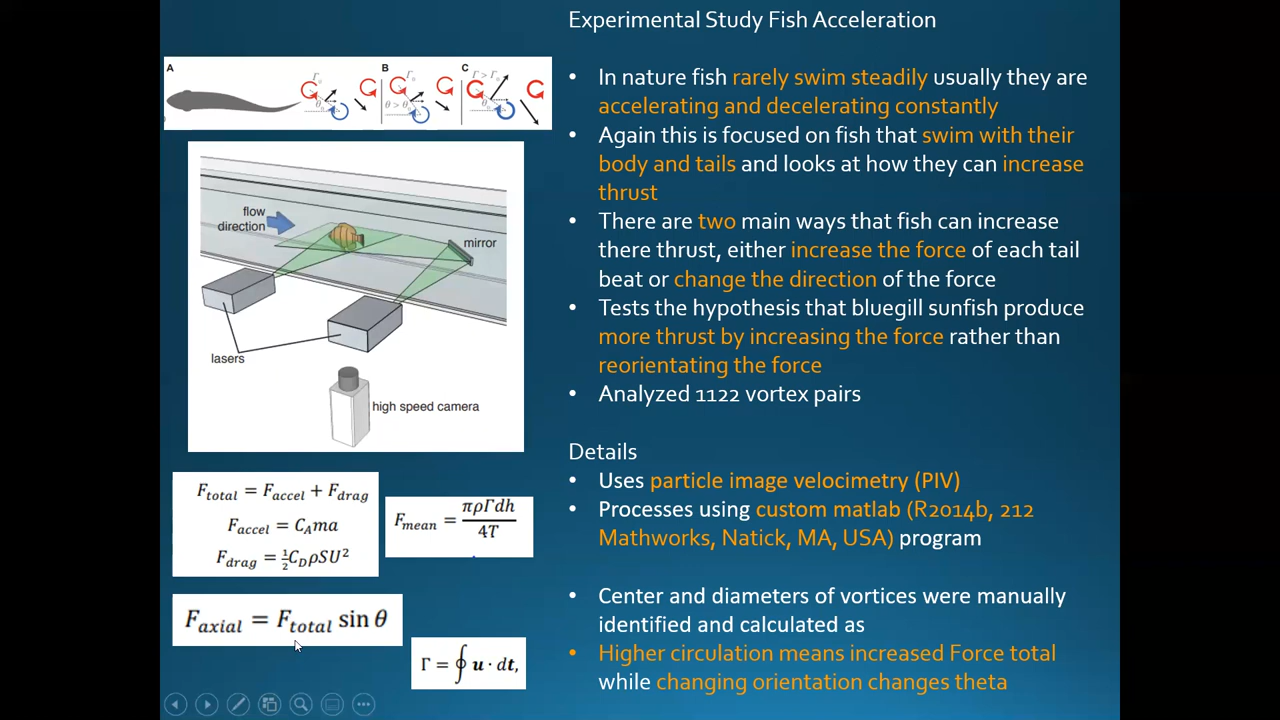 Experimental Study Fish Acceleration
A
B
C
Γ₀
θ₀
Γ₀
θ > θ₀
Γ > Γ₀
θ₀
flow
direction
mirror
lasers
high speed camera
• In nature fish rarely swim steadily usually they are
accelerating and decelerating constantly
• Again this is focused on fish that swim with their
body and tails and looks at how they can increase
thrust
• There are two main ways that fish can increase
there thrust, either increase the force of each tail
beat or change the direction of the force
• Tests the hypothesis that bluegill sunfish produce
more thrust by increasing the force rather than
reorientating the force
• Analyzed 1122 vortex pairs
Details
• Uses particle image velocimetry (PIV)
• Processes using custom matlab (R2014b, 212
Mathworks, Natick, MA, USA) program
• Center and diameters of vortices were manually
identified and calculated as
• Higher circulation means increased Force total
while changing orientation changes theta
F_total = F_accel + F_drag
F_accel = C_A ma
F_drag = ½C_D ρSU²
F_mean = πρΓdh / 4T
F_axial = F_total sin θ
Γ = ∮ u · dt,